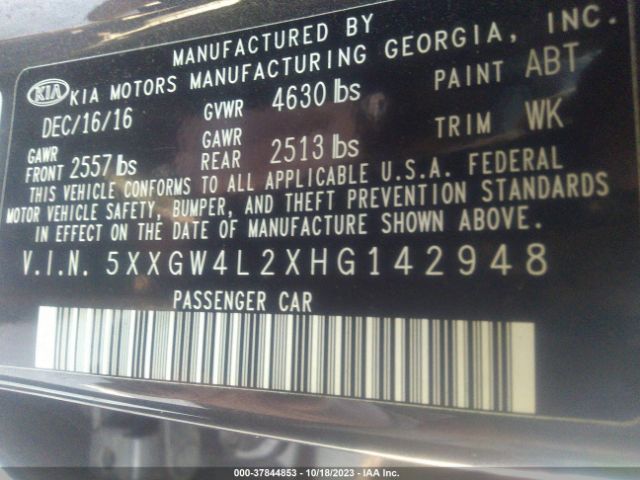 MANUFACTURED BY
KIA KIA MOTORS MANUFACTURING GEORGIA, INC.
DEC/16/16 GVWR 4630 lbs PAINT ABT
GAWR FRONT 2557 lbs GAWR REAR 2513 lbs TRIM WK
THIS VEHICLE CONFORMS TO ALL APPLICABLE U.S.A. FEDERAL
MOTOR VEHICLE SAFETY, BUMPER, AND THEFT PREVENTION STANDARDS
IN EFFECT ON THE DATE OF MANUFACTURE SHOWN ABOVE.
V.I.N. 5XXGW4L2XHG142948
PASSENGER CAR
000-37844853 | 10/18/2023 | IAA Inc.